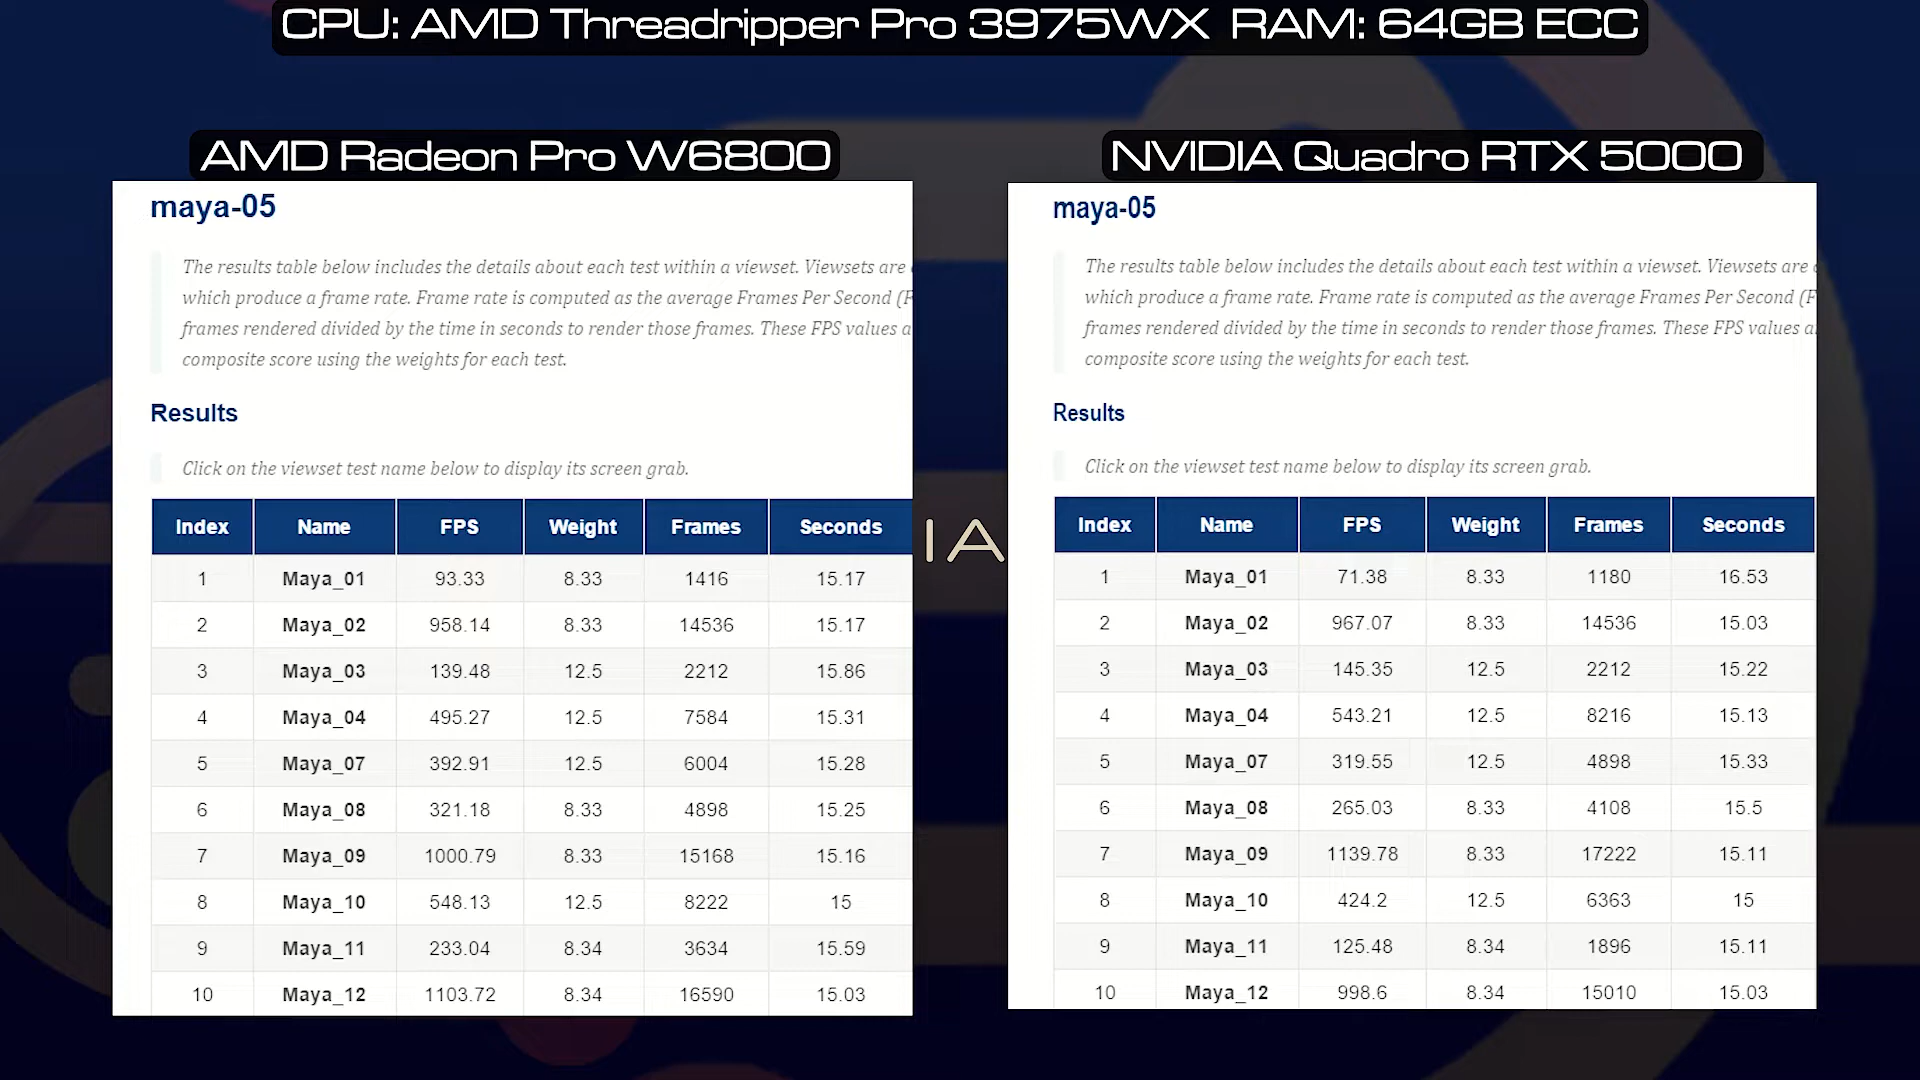 CPU: AMD Threadripper Pro 3975WX RAM: 64GB ECC
AMD Radeon Pro W6800
maya-05
The results table below includes the details about each test within a viewset. Viewsets are
which produce a frame rate. Frame rate is computed as the average Frames Per Second (F
frames rendered divided by the time in seconds to render those frames. These FPS values a
composite score using the weights for each test.
Results
Click on the viewset test name below to display its screen grab.
Index Name FPS Weight Frames Seconds
1 Maya_01 93.33 8.33 1416 15.17
2 Maya_02 958.14 8.33 14536 15.17
3 Maya_03 139.48 12.5 2212 15.86
4 Maya_04 495.27 12.5 7584 15.31
5 Maya_07 392.91 12.5 6004 15.28
6 Maya_08 321.18 8.33 4898 15.25
7 Maya_09 1000.79 8.33 15168 15.16
8 Maya_10 548.13 12.5 8222 15
9 Maya_11 233.04 8.34 3634 15.59
10 Maya_12 1103.72 8.34 16590 15.03
IA
NVIDIA Quadro RTX 5000
maya-05
The results table below includes the details about each test within a viewset. Viewsets are
which produce a frame rate. Frame rate is computed as the average Frames Per Second (F
frames rendered divided by the time in seconds to render those frames. These FPS values a
composite score using the weights for each test.
Results
Click on the viewset test name below to display its screen grab.
Index Name FPS Weight Frames Seconds
1 Maya_01 71.38 8.33 1180 16.53
2 Maya_02 967.07 8.33 14536 15.03
3 Maya_03 145.35 12.5 2212 15.22
4 Maya_04 543.21 12.5 8216 15.13
5 Maya_07 319.55 12.5 4898 15.33
6 Maya_08 265.03 8.33 4108 15.5
7 Maya_09 1139.78 8.33 17222 15.11
8 Maya_10 424.2 12.5 6363 15
9 Maya_11 125.48 8.34 1896 15.11
10 Maya_12 998.6 8.34 15010 15.03